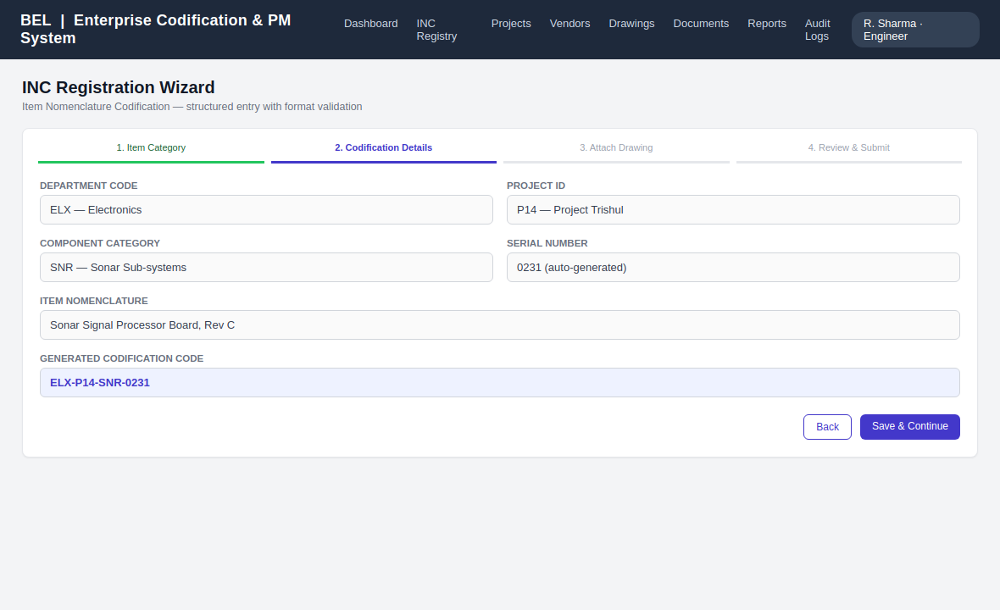 BEL | Enterprise Codification & PM
System
Dashboard
INC
Registry
Projects
Vendors
Drawings
Documents
Reports
Audit
Logs
R. Sharma ·
Engineer
INC Registration Wizard
Item Nomenclature Codification — structured entry with format validation
1. Item Category
2. Codification Details
3. Attach Drawing
4. Review & Submit
DEPARTMENT CODE
PROJECT ID
ELX — Electronics
P14 — Project Trishul
COMPONENT CATEGORY
SERIAL NUMBER
SNR — Sonar Sub-systems
0231 (auto-generated)
ITEM NOMENCLATURE
Sonar Signal Processor Board, Rev C
GENERATED CODIFICATION CODE
ELX-P14-SNR-0231
Back
Save & Continue